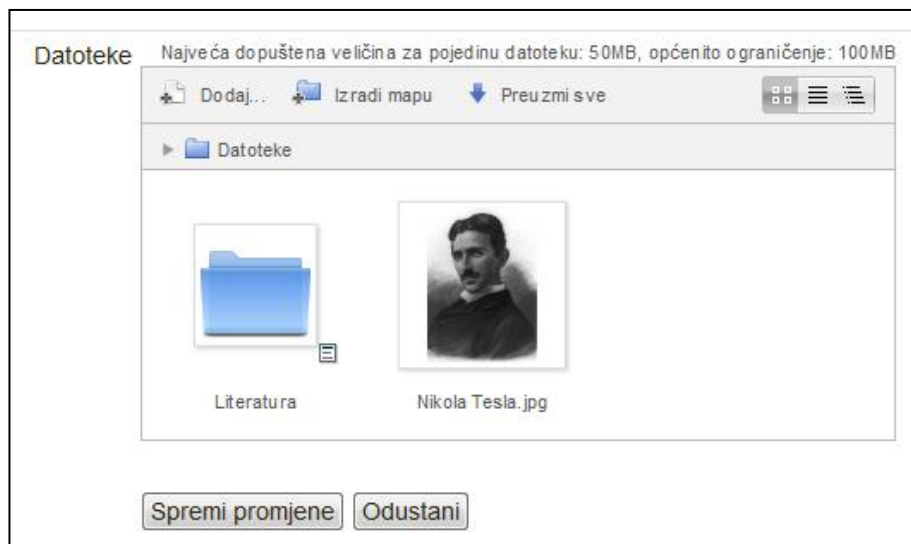 Datoteke Najveća dopuštena veličina za pojedinu datoteku: 50MB, općenito ograničenje: 100MB
Dodaj... Izradi mapu Preuzmi sve
Datoteke
Literatura Nikola Tesla.jpg
Spremi promjene Odustani